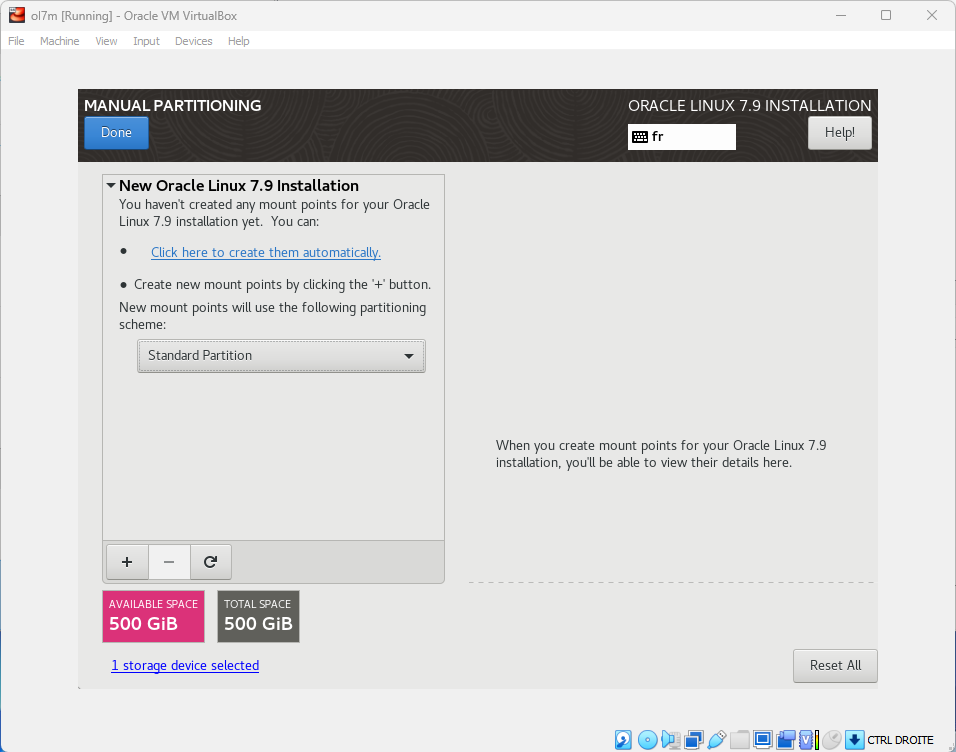 ol7m [Running] - Oracle VM VirtualBox
File Machine View Input Devices Help
MANUAL PARTITIONING
ORACLE LINUX 7.9 INSTALLATION
Done
fr
Help!
New Oracle Linux 7.9 Installation
You haven't created any mount points for your Oracle
Linux 7.9 installation yet. You can:
• Click here to create them automatically.
• Create new mount points by clicking the '+' button.
New mount points will use the following partitioning
scheme:
Standard Partition
When you create mount points for your Oracle Linux 7.9
installation, you'll be able to view their details here.
+ −
AVAILABLE SPACE
500 GiB
TOTAL SPACE
500 GiB
1 storage device selected
Reset All
CTRL DROITE